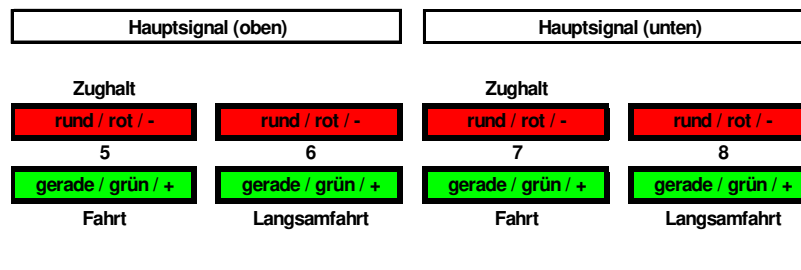 Hauptsignal (oben) Hauptsignal (unten)
Zughalt Zughalt
rund / rot / - rund / rot / - rund / rot / - rund / rot / -
5 6 7 8
gerade / grün / + gerade / grün / + gerade / grün / + gerade / grün / +
Fahrt Langsamfahrt Fahrt Langsamfahrt